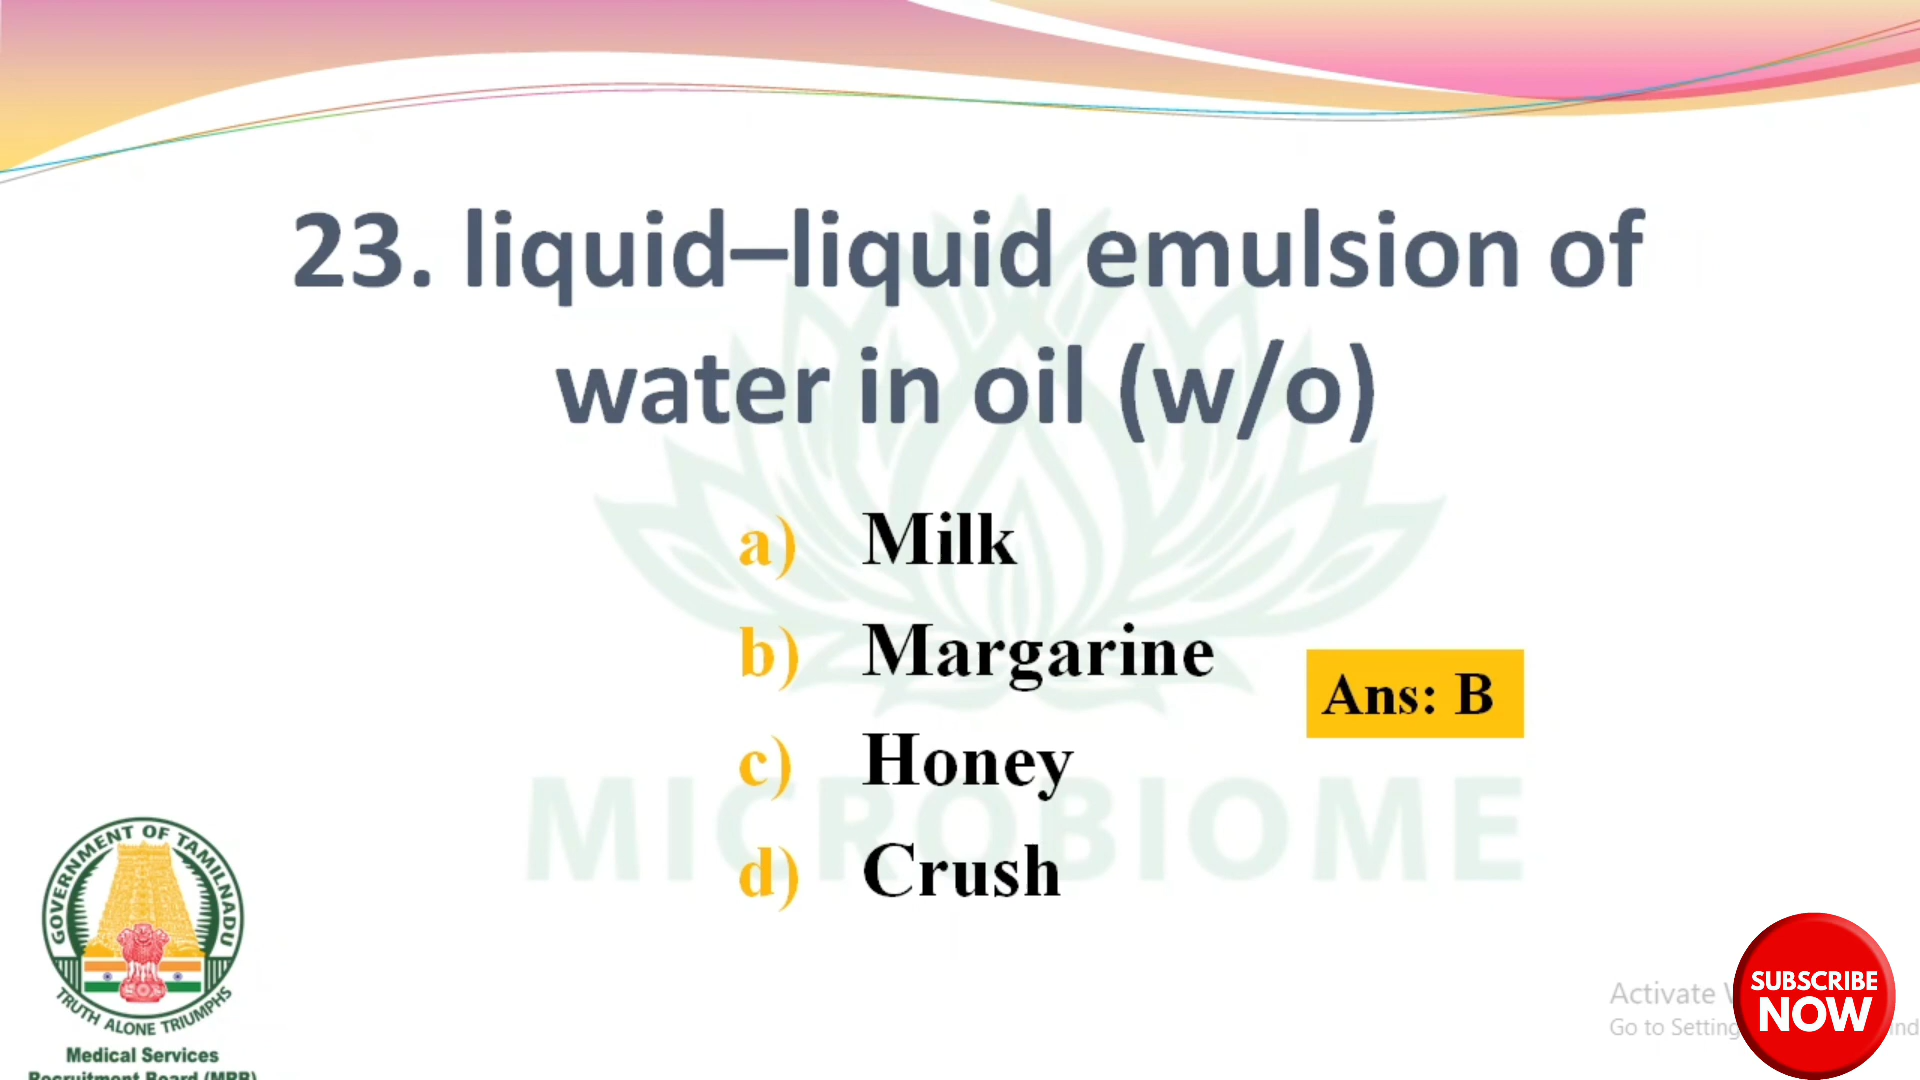 23. liquid–liquid emulsion of
water in oil (w/o)
a) Milk
b) Margarine
Ans: B
c) Honey
d) Crush
MICROBIOME
GOVERNMENT OF TAMILNADU
TRUTH ALONE TRIUMPHS
Medical Services
Recruitment Board (MRB)
Activate
Go to Setting
SUBSCRIBE
NOW